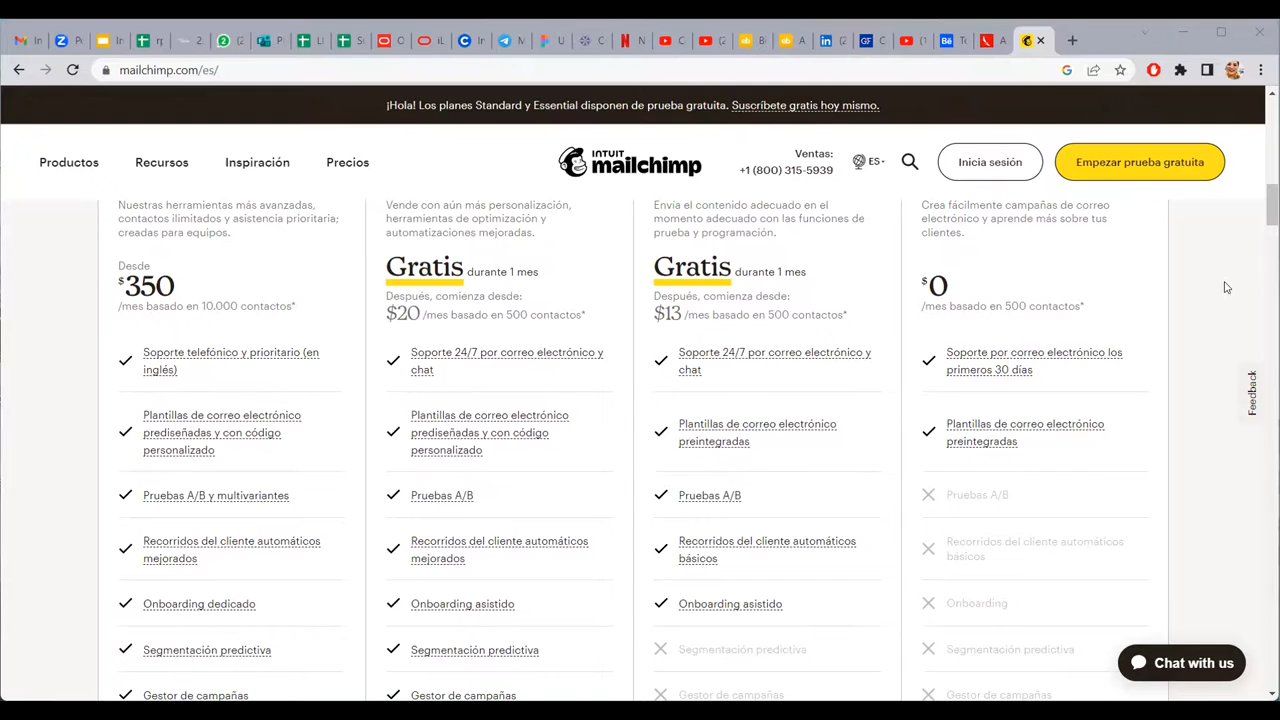 mailchimp.com/es/
¡Hola! Los planes Standard y Essential disponen de prueba gratuita. Suscríbete gratis hoy mismo.
Productos
Recursos
Inspiración
Precios
INTUIT
mailchimp
Ventas:
+1 (800) 315-5939
ES
Inicia sesión
Empezar prueba gratuita
Nuestras herramientas más avanzadas,
contactos ilimitados y asistencia prioritaria;
creadas para equipos.
Desde
$350
/mes basado en 10.000 contactos*
Soporte telefónico y prioritario (en
inglés)
Plantillas de correo electrónico
prediseñadas y con código
personalizado
Pruebas A/B y multivariantes
Recorridos del cliente automáticos
mejorados
Onboarding dedicado
Segmentación predictiva
Gestor de campañas
Vende con aún más personalización,
herramientas de optimización y
automatizaciones mejoradas.
Gratis durante 1 mes
Después, comienza desde:
$20 /mes basado en 500 contactos*
Soporte 24/7 por correo electrónico y
chat
Plantillas de correo electrónico
prediseñadas y con código
personalizado
Pruebas A/B
Recorridos del cliente automáticos
mejorados
Onboarding asistido
Segmentación predictiva
Gestor de campañas
Envía el contenido adecuado en el
momento adecuado con las funciones de
prueba y programación.
Gratis durante 1 mes
Después, comienza desde:
$13 /mes basado en 500 contactos*
Soporte 24/7 por correo electrónico y
chat
Plantillas de correo electrónico
preintegradas
Pruebas A/B
Recorridos del cliente automáticos
básicos
Onboarding asistido
Segmentación predictiva
Gestor de campañas
Crea fácilmente campañas de correo
electrónico y aprende más sobre tus
clientes.
$0
/mes basado en 500 contactos*
Soporte por correo electrónico los
primeros 30 días
Plantillas de correo electrónico
preintegradas
Pruebas A/B
Recorridos del cliente automáticos
básicos
Onboarding
Segmentación predictiva
Gestor de campañas
Feedback
Chat with us